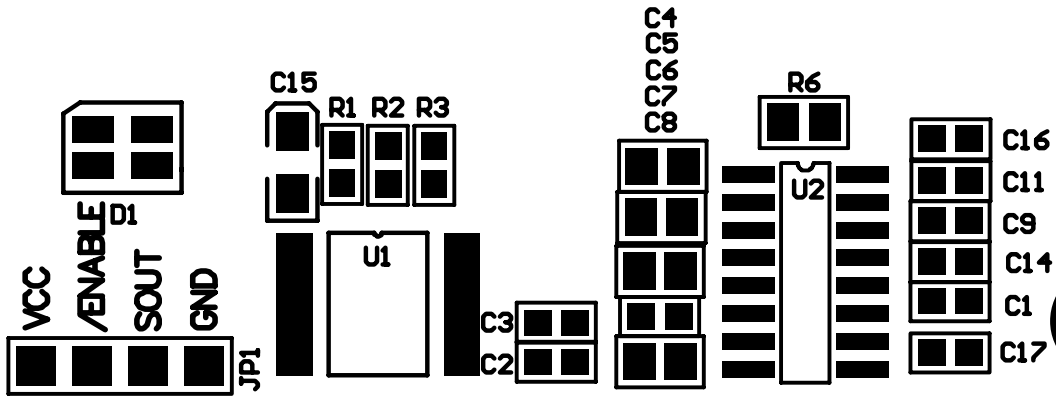 C4
C5
C6
C7
C8
C15
R1 R2 R3
R6
C16
C11
C9
C14
C1
C17
D1
U1
U2
VCC
/ENABLE
SOUT
GND
JP1
C3
C2